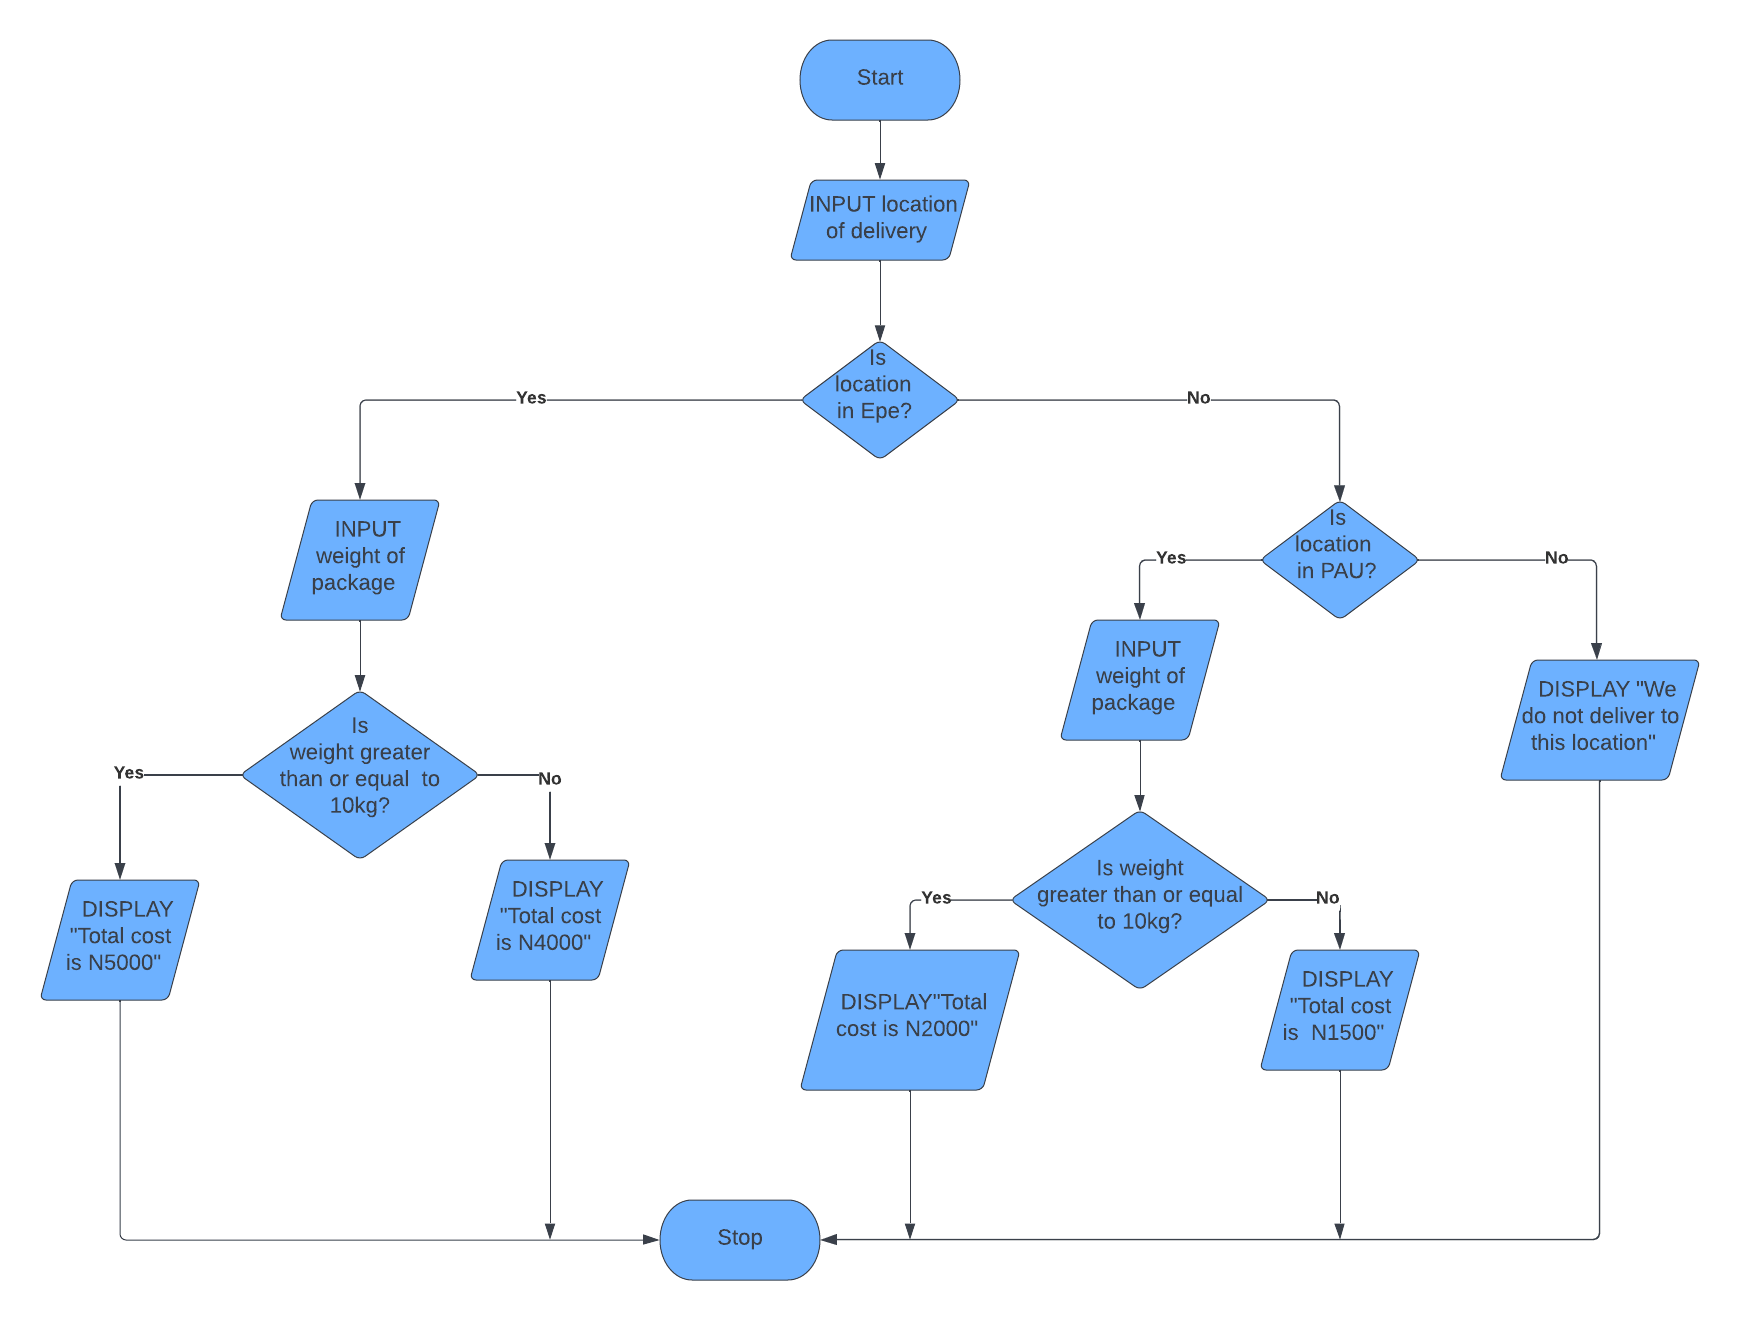 Start
INPUT location
of delivery
Is
location
in Epe?
Yes
No
INPUT
weight of
package
Is
location
in PAU?
Yes
No
INPUT
weight of
package
DISPLAY "We
do not deliver to
this location"
Is
weight greater
than or equal  to
10kg?
Yes
No
Is weight
greater than or equal
to 10kg?
Yes
No
DISPLAY
"Total cost
is N5000"
DISPLAY
"Total cost
is N4000"
DISPLAY"Total
cost is N2000"
DISPLAY
"Total cost
is  N1500"
Stop